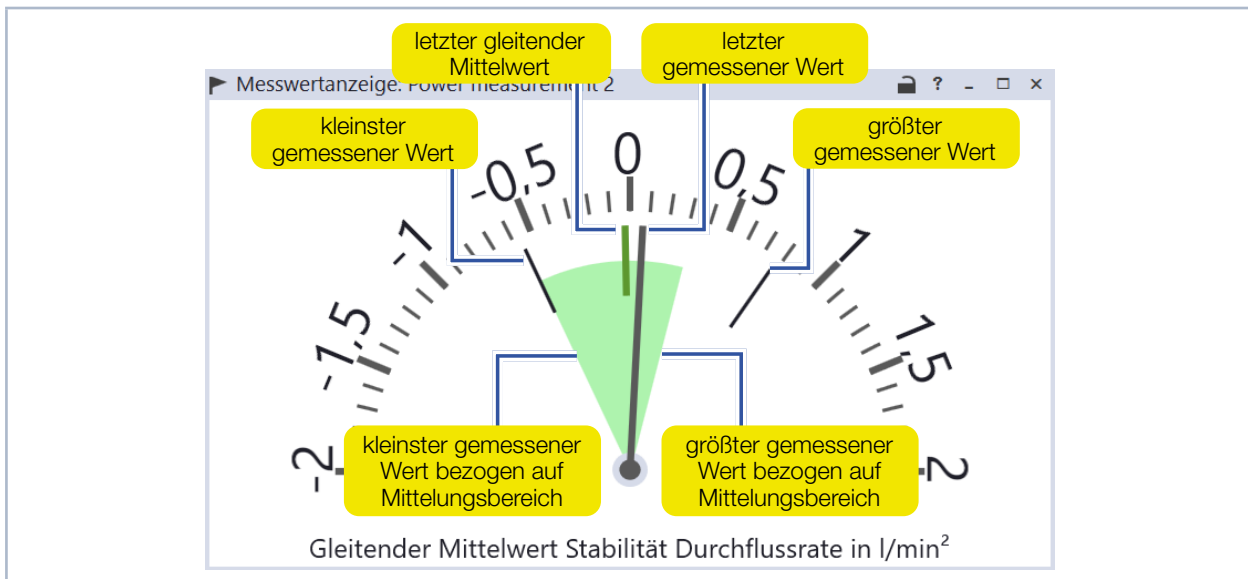 letzter gleitender
Mittelwert
letzter
gemessener Wert
Messwertanzeige: Power measurement 2
?
kleinster
gemessener Wert
größter
gemessener Wert
-2
-1,5
-1
-0,5
0
0,5
1
1,5
2
kleinster gemessener
Wert bezogen auf
Mittelungsbereich
größter gemessener
Wert bezogen auf
Mittelungsbereich
Gleitender Mittelwert Stabilität Durchflussrate in l/min²